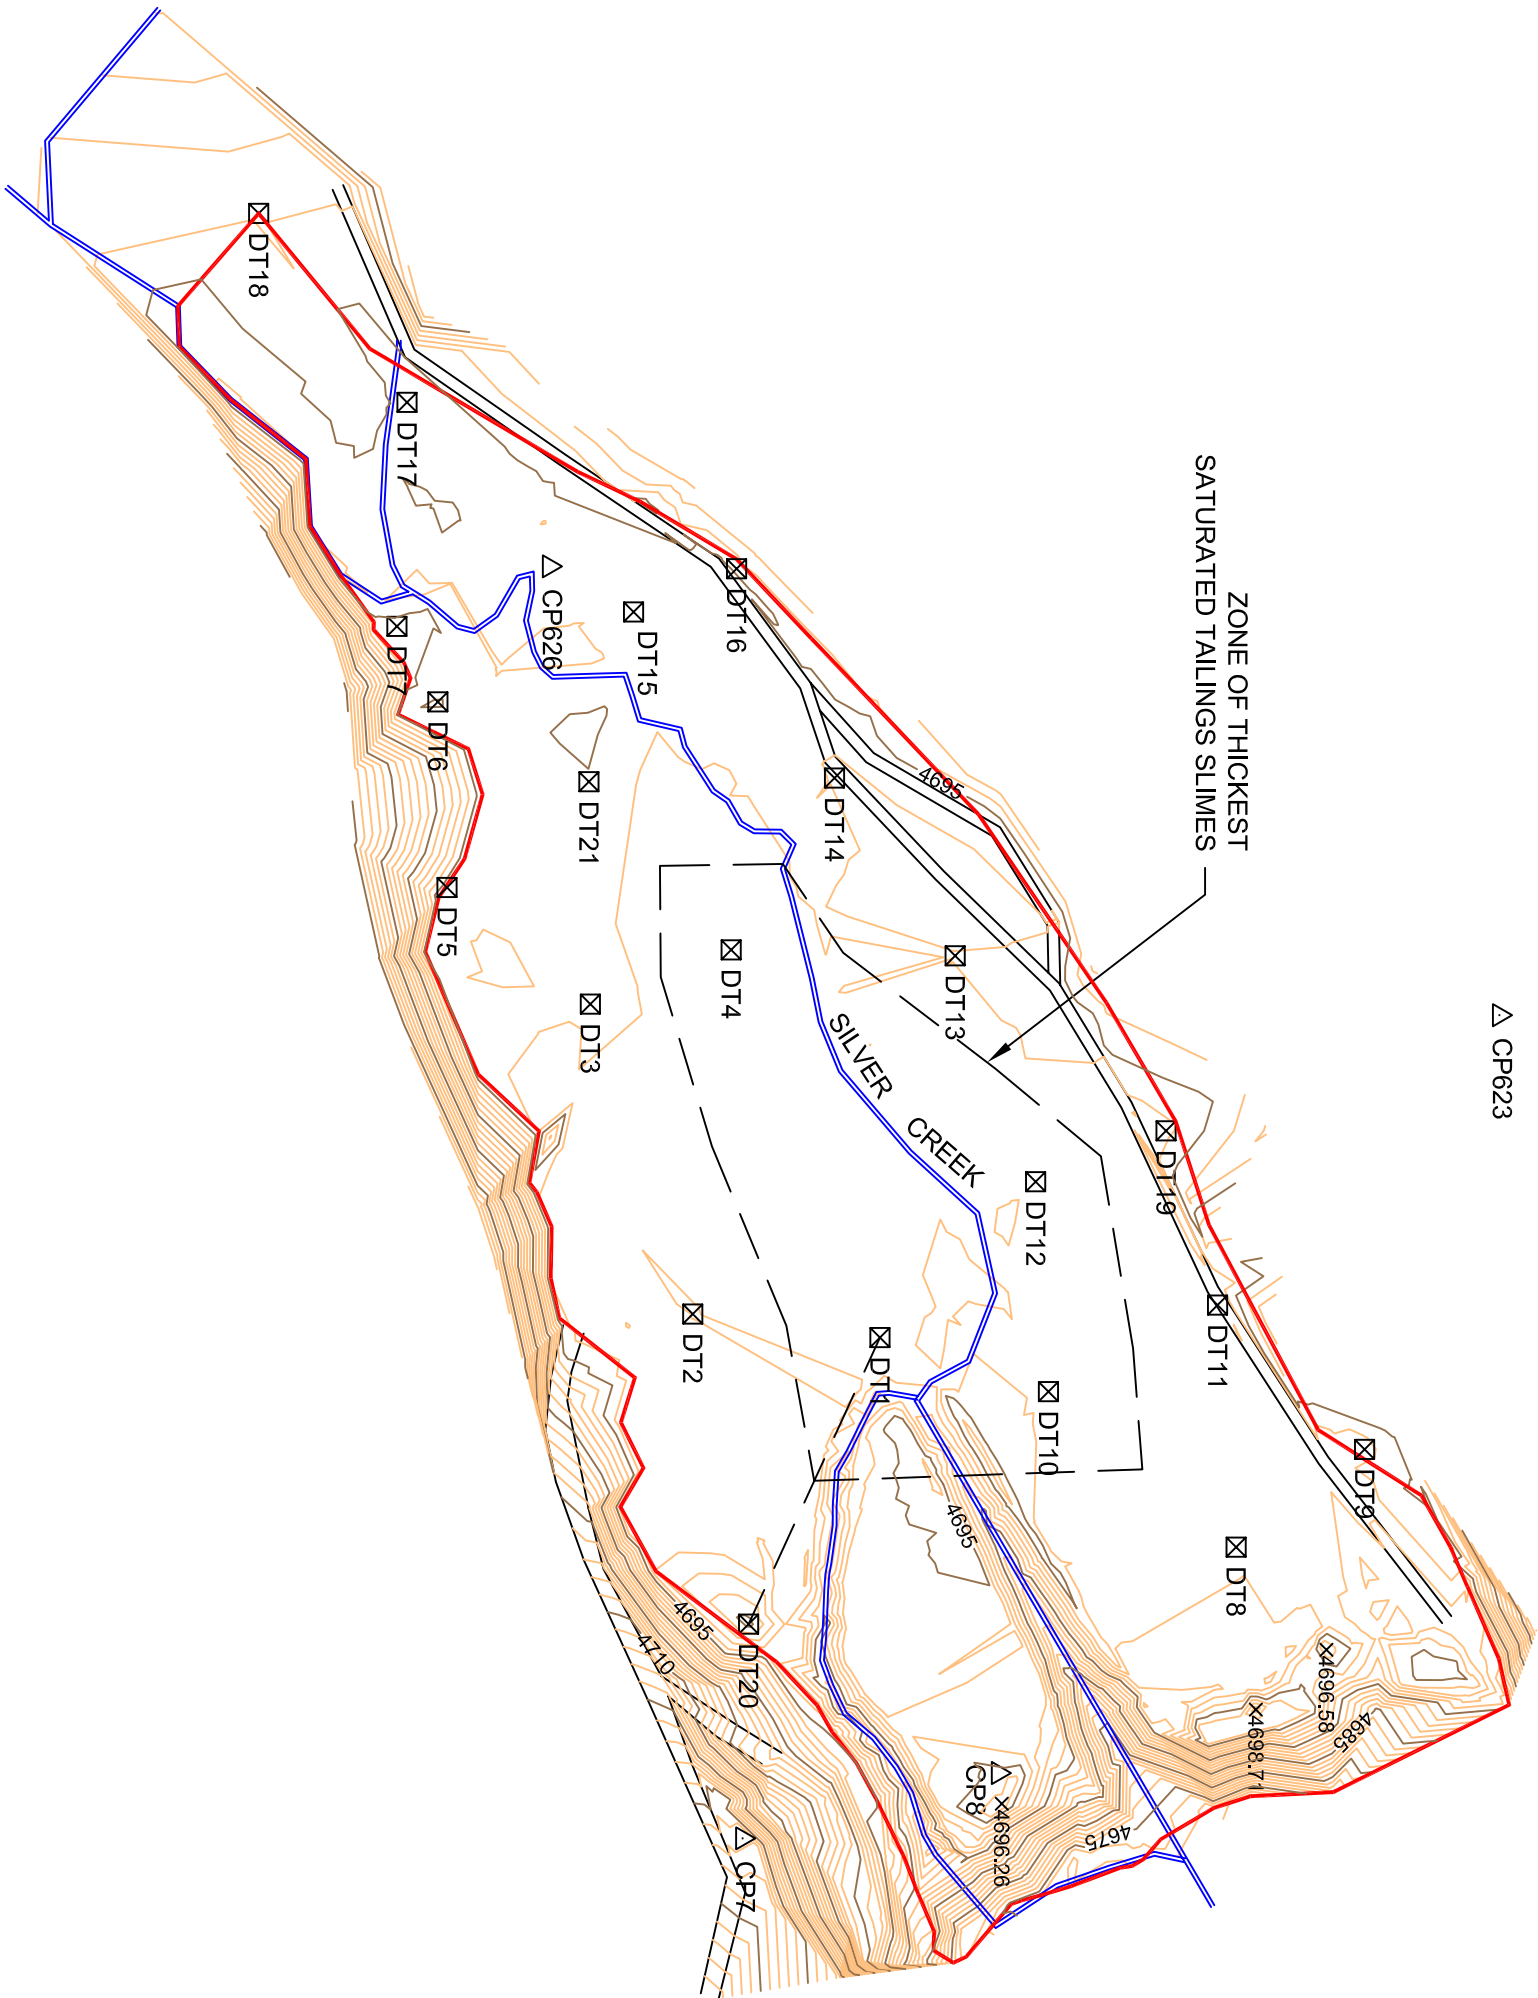 CP623
ZONE OF THICKEST
SATURATED TAILINGS SLIMES
DT9
DT8
4696.58
4698.71
4685
DT11
DT19
DT10
DT12
4675
4696.26
CP8
DT13
4695
SILVER CREEK
4695
DT1
DT14
DT16
DT4
DT20
CP7
DT2
4695
4710
DT15
DT21
DT3
CP626
DT5
DT6
DT7
DT17
DT18